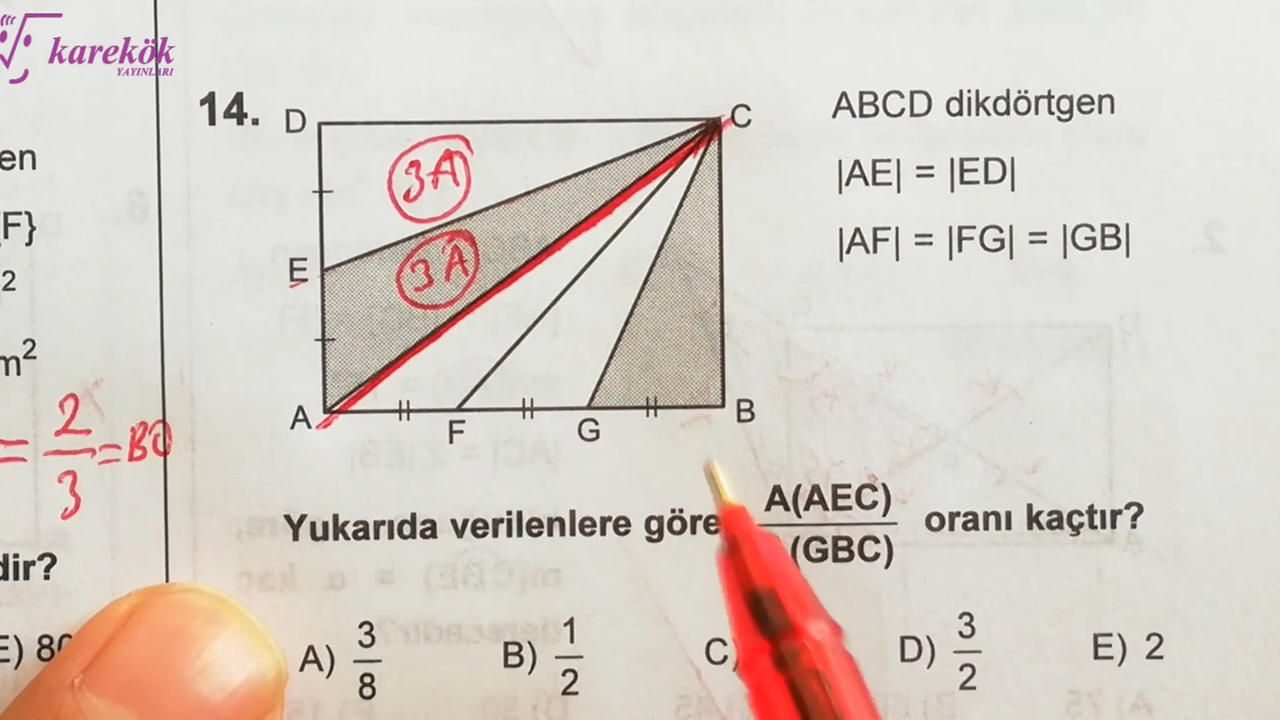 karekök
YAYINLARI
en
F}
2
m²
= 2/3 = B
dir?
E) 8
14.
D
C
3A
E
3A
A
F
G
B
ABCD dikdörtgen
|AE| = |ED|
|AF| = |FG| = |GB|
Yukarıda verilenlere göre A(AEC)/(GBC) oranı kaçtır?
A) 3/8 B) 1/2 C) D) 3/2 E) 2